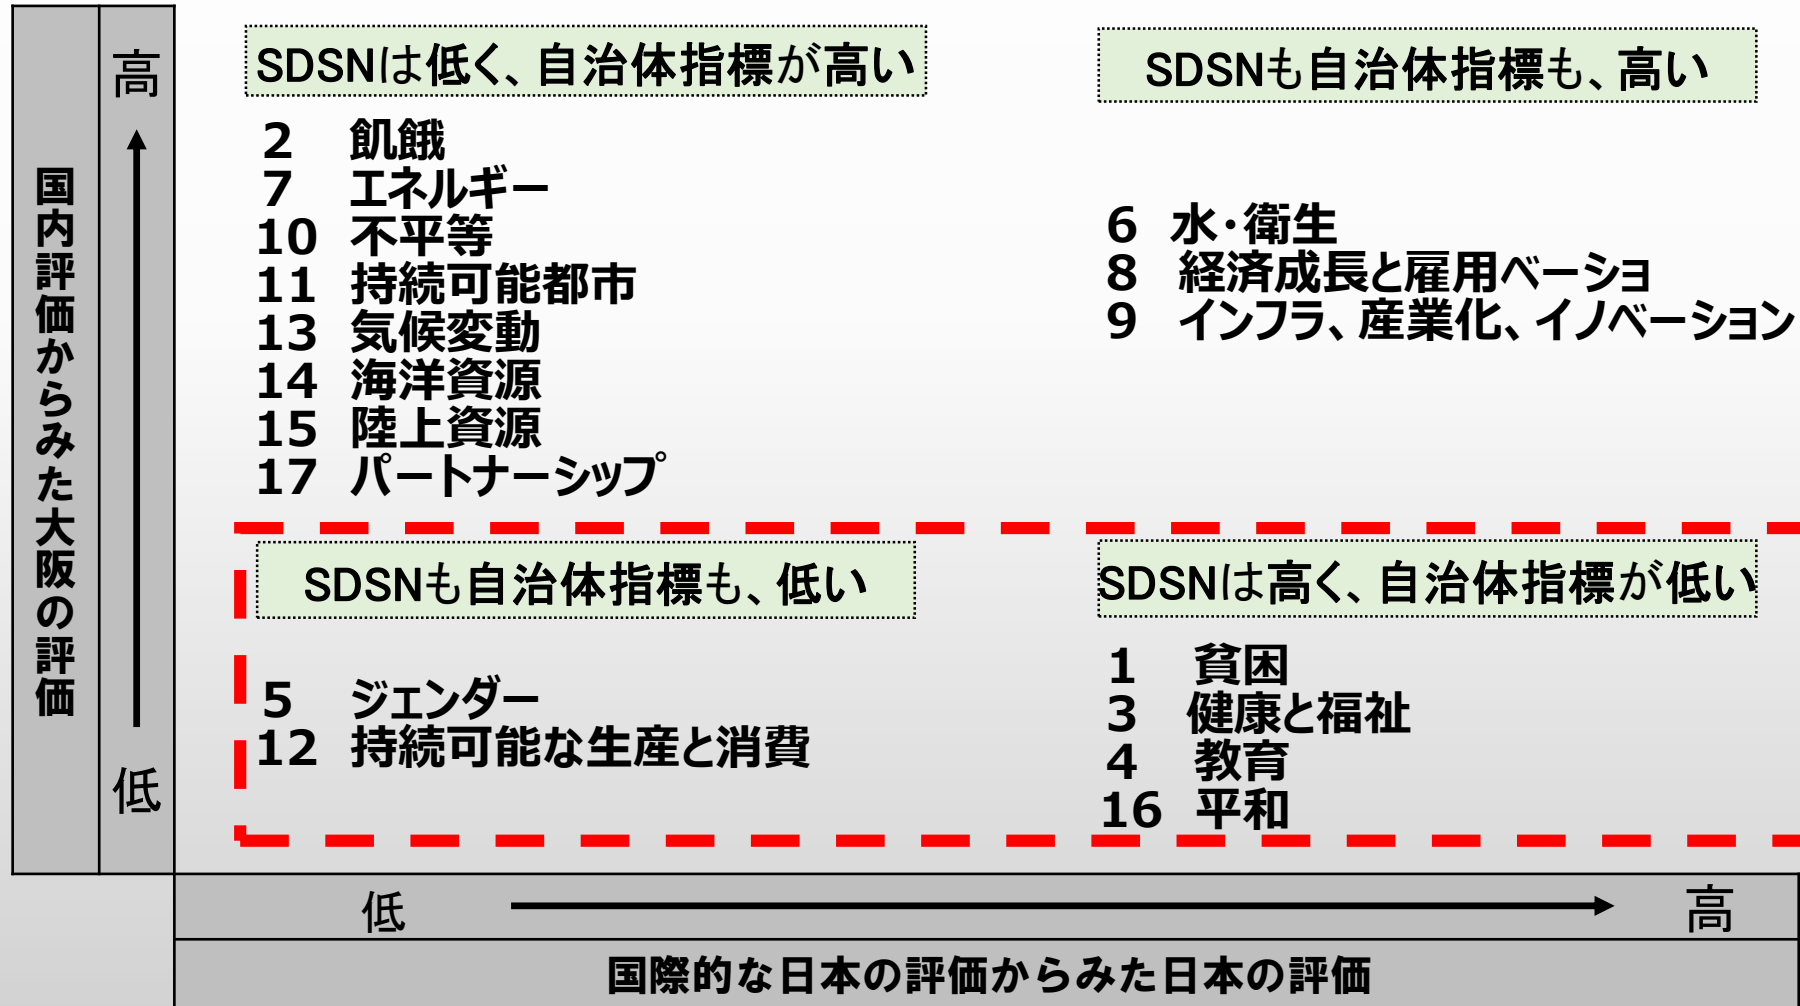 国内評価からみた大阪の評価
高
低
SDSNは低く、自治体指標が高い
2 飢餓
7 エネルギー
10 不平等
11 持続可能都市
13 気候変動
14 海洋資源
15 陸上資源
17 パートナーシップ
SDSNも自治体指標も、高い
6 水・衛生
8 経済成長と雇用ベーショ
9 インフラ、産業化、イノベーション
SDSNも自治体指標も、低い
5 ジェンダー
12 持続可能な生産と消費
SDSNは高く、自治体指標が低い
1 貧困
3 健康と福祉
4 教育
16 平和
低
高
国際的な日本の評価からみた日本の評価